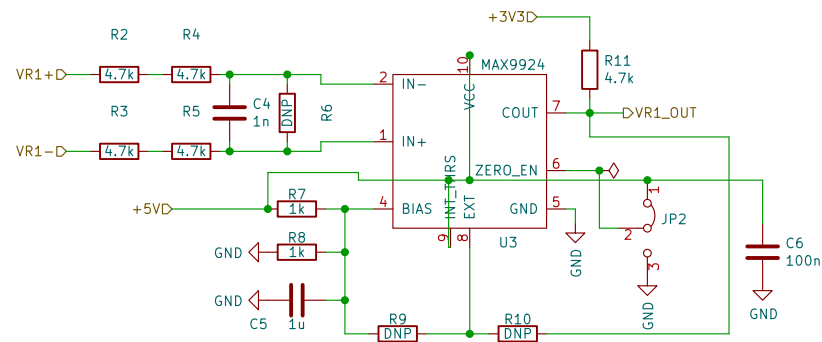 +3V3
R2
R4
10
MAX9924
R11
4.7k
VR1+
4.7k
4.7k
2
IN-
VCC
C4
1n
DNP
R6
COUT
7
VR1_OUT
R3
R5
1
IN+
VR1-
4.7k
4.7k
INT_THRS
ZERO_EN
6
1
+5V
R7
1k
4
BIAS
EXT
GND
5
JP2
2
R8
GND
1k
9
8
U3
GND
3
C6
100n
GND
C5
1u
GND
GND
R9
DNP
R10
DNP